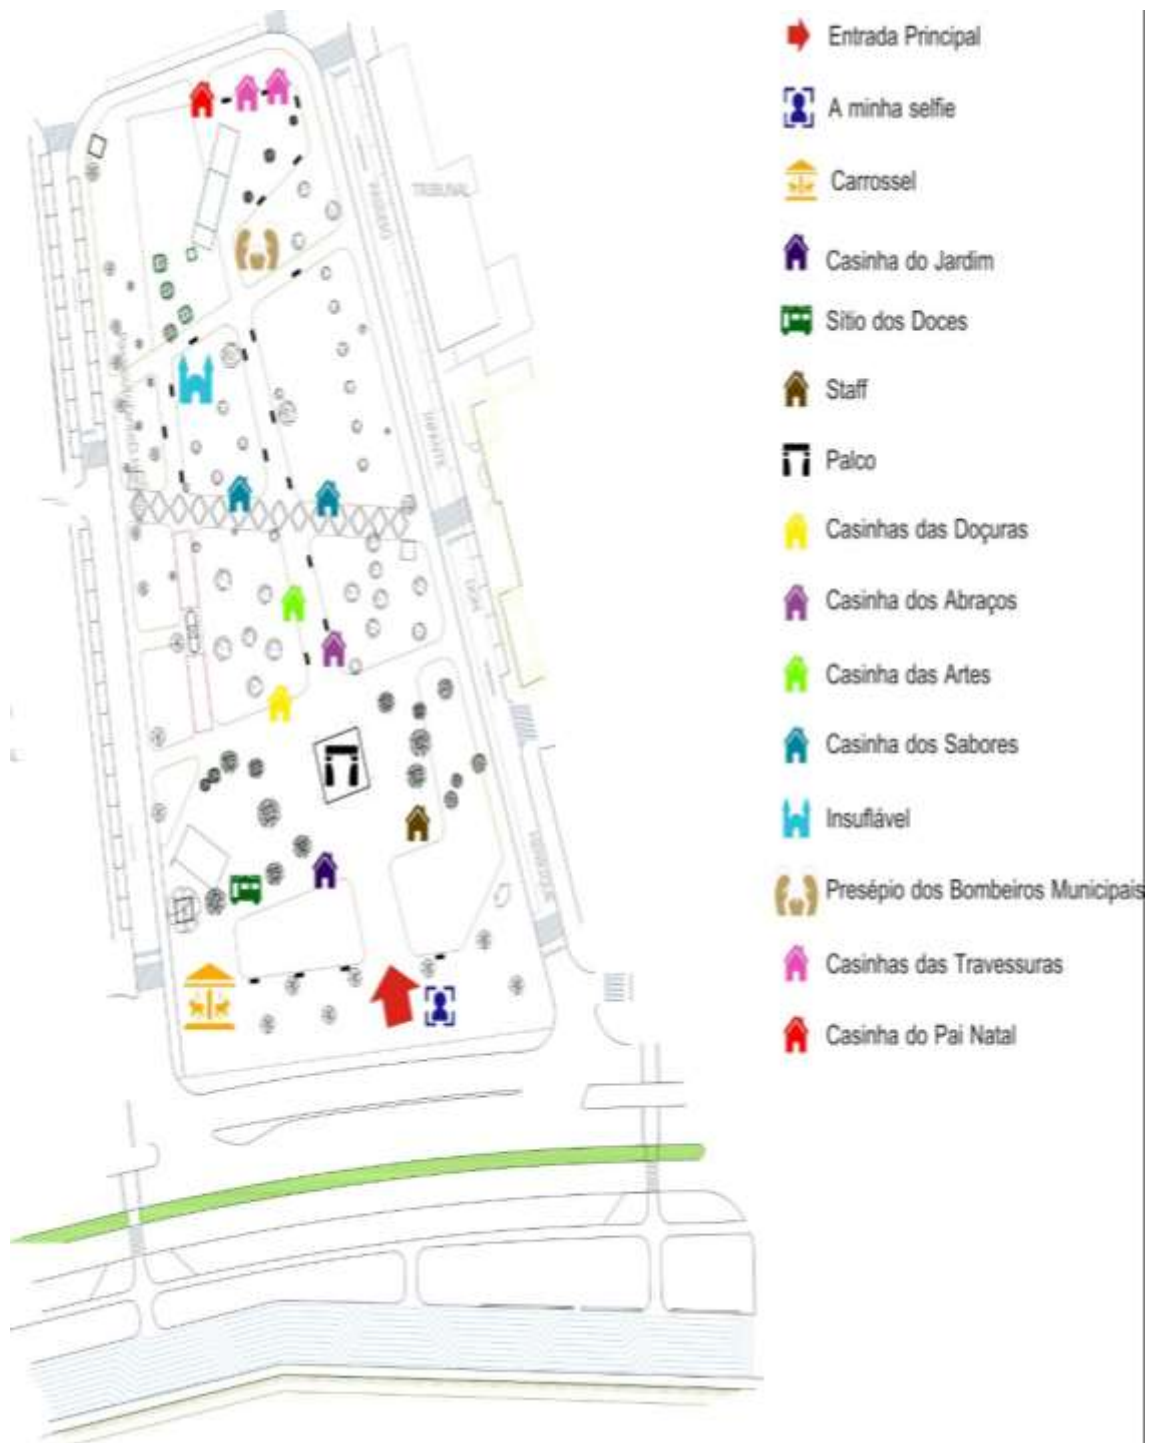 Entrada Principal
A minha selfie
Carrossel
Casinha do Jardim
Sítio dos Doces
Staff
Palco
Casinhas das Doçuras
Casinha dos Abraços
Casinha das Artes
Casinha dos Sabores
Insuflável
Presépio dos Bombeiros Municipais
Casinhas das Travessuras
Casinha do Pai Natal
TRIBUNAL
INFANTE